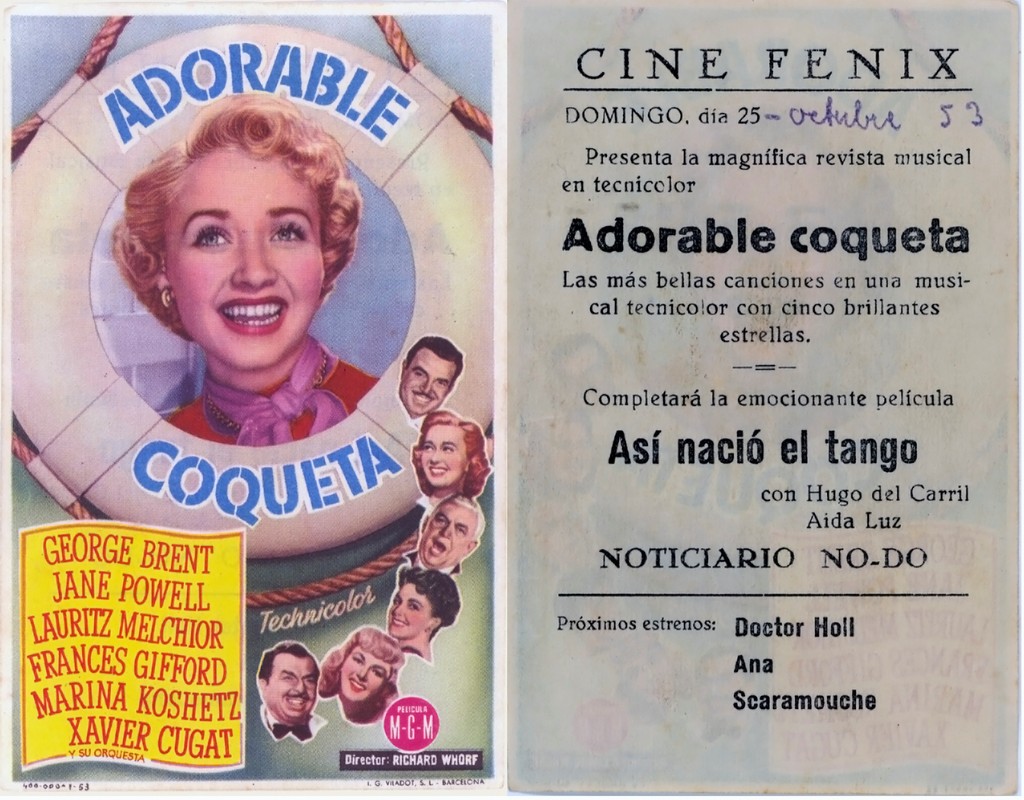 ADORABLE
COQUETA
GEORGE BRENT
JANE POWELL
LAURITZ MELCHIOR
FRANCES GIFFORD
MARINA KOSHETZ
XAVIER CUGAT
Y SU ORQUESTA
Technicolor
PELICULA
M-G-M
Director: RICHARD WHORF
I. G. VILADOT, S. L. - BARCELONA
CINE FENIX
DOMINGO, día 25 - octubre 53
Presenta la magnífica revista musical
en tecnicolor
Adorable coqueta
Las más bellas canciones en una musi-
cal tecnicolor con cinco brillantes
estrellas.
Completará la emocionante película
Así nació el tango
con Hugo del Carril
Aida Luz
NOTICIARIO NO-DO
Próximos estrenos: Doctor Holl
Ana
Scaramouche